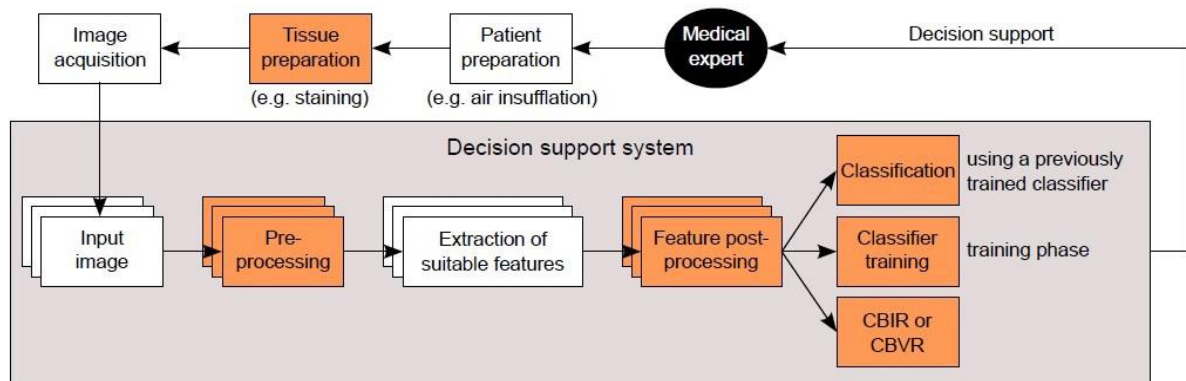 Image
acquisition
Tissue
preparation
(e.g. staining)
Patient
preparation
(e.g. air insufflation)
Medical
expert
Decision support
Decision support system
Input
image
Pre-
processing
Extraction of
suitable features
Feature post-
processing
Classification
using a previously
trained classifier
Classifier
training
training phase
CBIR or
CBVR